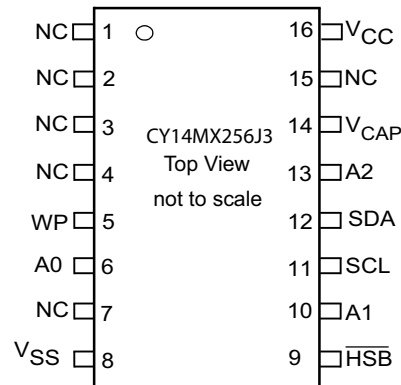 NC 1 16 VCC
NC 2 15 NC
NC 3 14 VCAP
CY14MX256J3
Top View
not to scale
NC 4 13 A2
WP 5 12 SDA
A0 6 11 SCL
NC 7 10 A1
VSS 8 9 HSB